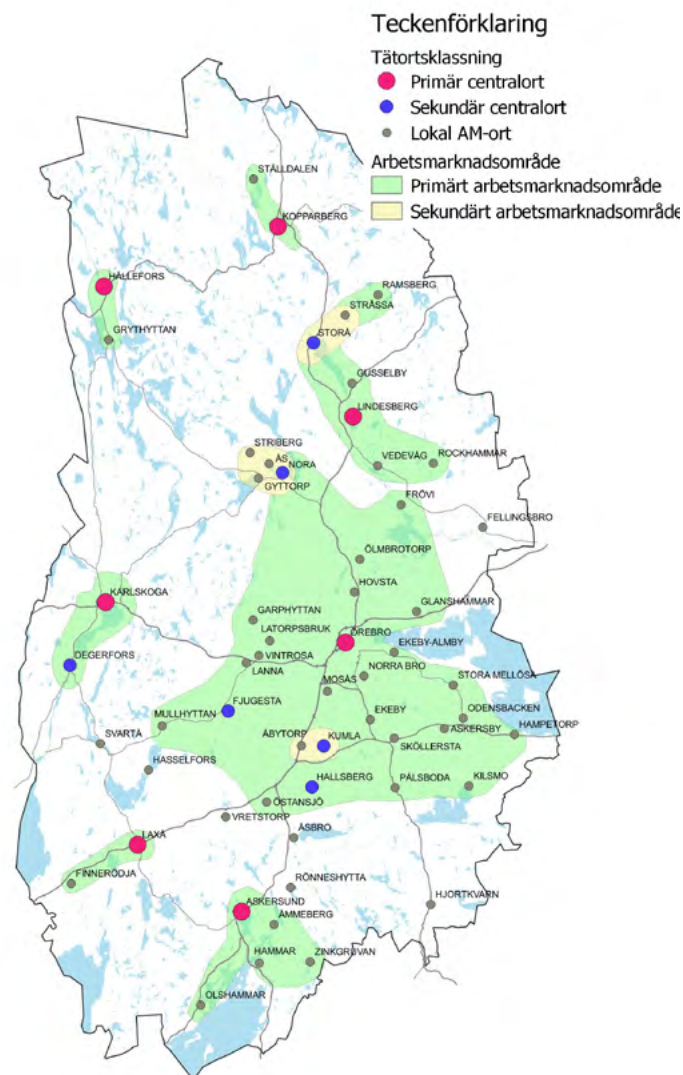 Teckenförklaring
Tätortsklassning
Primär centralort
Sekundär centralort
Lokal AM-ort
Arbetsmarknadsområde
Primärt arbetsmarknadsområde
Sekundärt arbetsmarknadsområde
STÄLLDALEN
KOPPARBERG
HÄLLEFORS
RAMSBERG
STRÅSSA
STORÅ
GRYTHYTTAN
GUSSELBY
LINDESBERG
STRIBERG
ÅS
NORA
GYTTORP
VEDEVÅG
ROCKHAMMAR
FRÖVI
FELLINGSBRO
ÖLMBROTORP
HOVSTA
KARLSKOGA
GARPHYTTAN
GLANSHAMMAR
LATORPSBRUK
ÖREBRO
EKEBY-ALMBY
VINTROSA
LANNA
DEGERFORS
NORRA BRO
MOSÅS
STORA MELLÖSA
FJUGESTA
EKEBY
ODENSBACKEN
MULLHYTTAN
ASKERSBY
HAMPETORP
SVARTÅ
ÅBYTORP
KUMLA
SKÖLLERSTA
HASSELFORS
HALLSBERG
PÅLSBODA
KILSMO
ÖSTANSJÖ
VRETSTORP
ÅSBRO
LAXÅ
FINNERÖDJA
RÖNNESHYTTA
HJORTKVARN
ASKERSUND
ÅMMEBERG
HAMMAR
ZINKGRUVAN
OLSHAMMAR